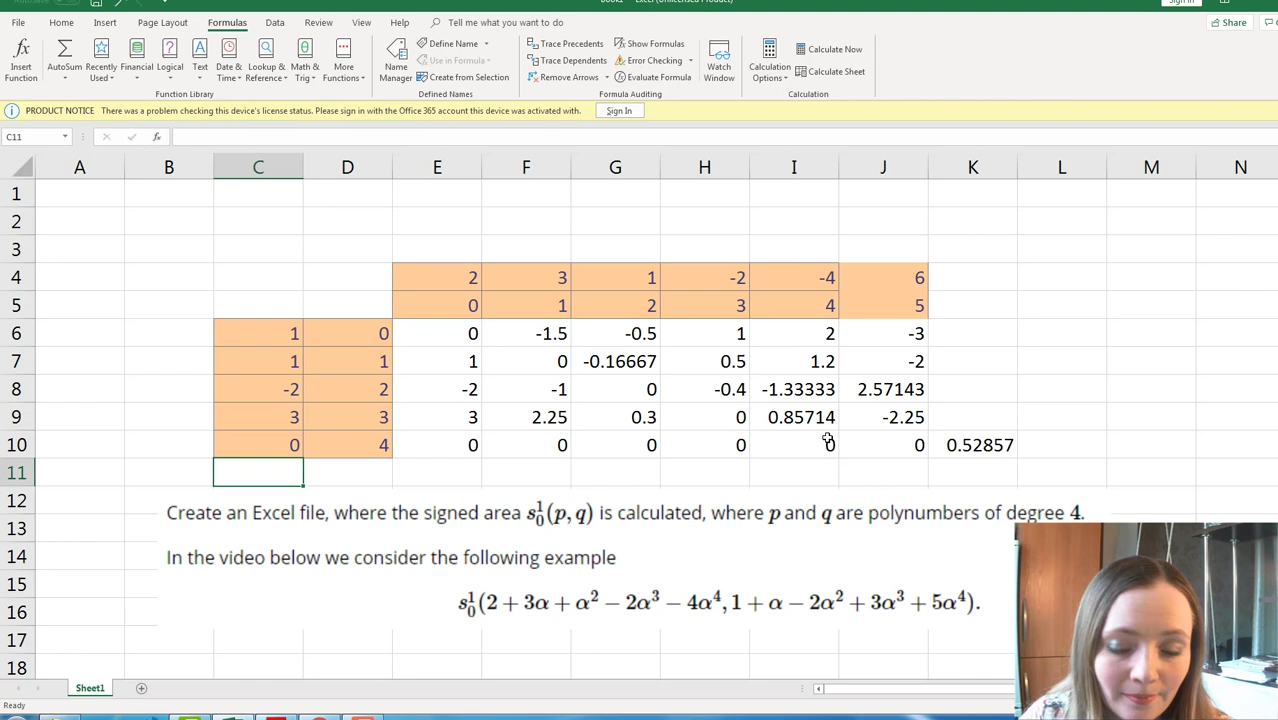 File Home Insert Page Layout Formulas Data Review View Help Tell me what you want to do Share
Insert Function AutoSum Recently Used Financial Logical Text Date & Time Lookup & Reference Math & Trig More Functions
Function Library
Name Manager Define Name Use in Formula Create from Selection
Defined Names
Trace Precedents Trace Dependents Remove Arrows Show Formulas Error Checking Evaluate Formula Watch Window
Formula Auditing
Calculation Options Calculate Now Calculate Sheet
Calculation
PRODUCT NOTICE There was a problem checking this device's license status. Please sign in with the Office 365 account this device was activated with. Sign In
C11 fx
A B C D E F G H I J K L M N
1
2
3
4 2 3 1 -2 -4 6
5 0 1 2 3 4 5
6 1 0 0 -1.5 -0.5 1 2 -3
7 1 1 1 0 -0.16667 0.5 1.2 -2
8 -2 2 -2 -1 0 -0.4 -1.33333 2.57143
9 3 3 3 2.25 0.3 0 0.85714 -2.25
10 0 4 0 0 0 0 0 0 0.52857
11
12
13
14
15
16
17
18
Create an Excel file, where the signed area s₀¹(p, q) is calculated, where p and q are polynumbers of degree 4.
In the video below we consider the following example
s₀¹(2 + 3α + α² − 2α³ − 4α⁴, 1 + α − 2α² + 3α³ + 5α⁴).
Sheet1
Ready